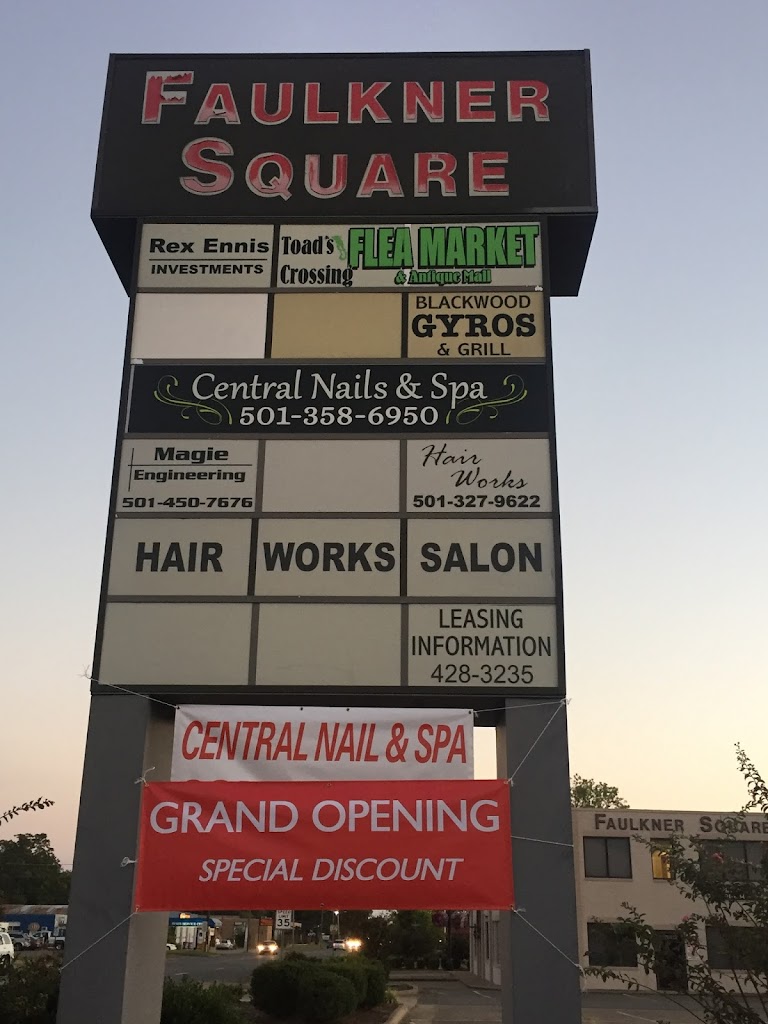 FAULKNER
SQUARE
Rex Ennis
INVESTMENTS
Toad's
Crossing
FLEA MARKET
& Antique Mall
BLACKWOOD
GYROS
& GRILL
Central Nails & Spa
501-358-6950
Magie
Engineering
501-450-7676
Hair
Works
501-327-9622
HAIR WORKS SALON
LEASING
INFORMATION
428-3235
CENTRAL NAIL & SPA
GRAND OPENING
SPECIAL DISCOUNT
FAULKNER SQUARE
35